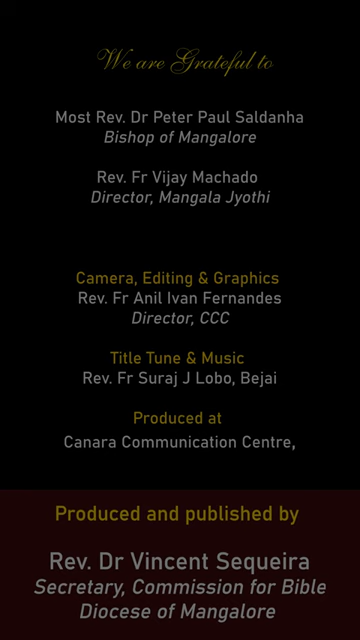 We are Grateful to
Most Rev. Dr Peter Paul Saldanha
Bishop of Mangalore
Rev. Fr Vijay Machado
Director, Mangala Jyothi
Camera, Editing & Graphics
Rev. Fr Anil Ivan Fernandes
Director, CCC
Title Tune & Music
Rev. Fr Suraj J Lobo, Bejai
Produced at
Canara Communication Centre,
Produced and published by
Rev. Dr Vincent Sequeira
Secretary, Commission for Bible
Diocese of Mangalore